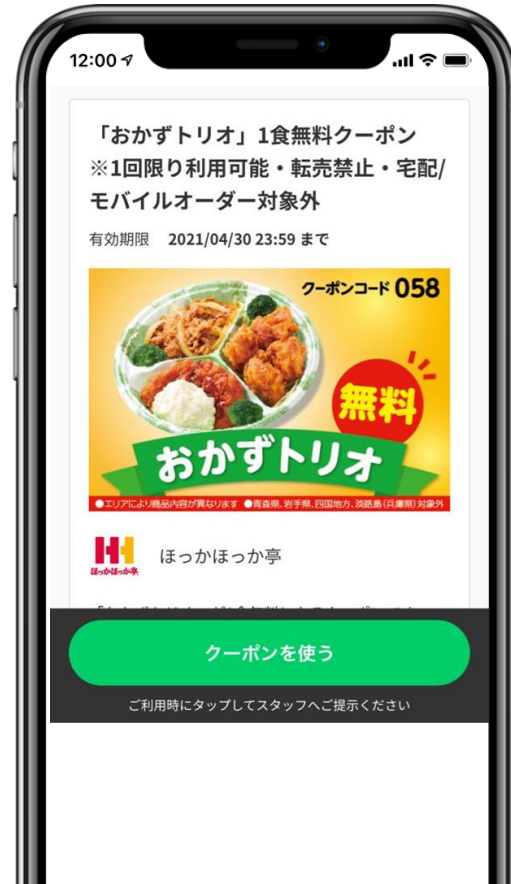 12:00
「おかずトリオ」1食無料クーポン
※1回限り利用可能・転売禁止・宅配/
モバイルオーダー対象外
有効期限 2021/04/30 23:59 まで
クーポンコード 058
無料
おかずトリオ
●エリアにより商品内容が異なります ●青森県、岩手県、四国地方、淡路島(兵庫県)対象外
ほっかほっか亭
ほっかほっか亭
クーポンを使う
ご利用時にタップしてスタッフへご提示ください